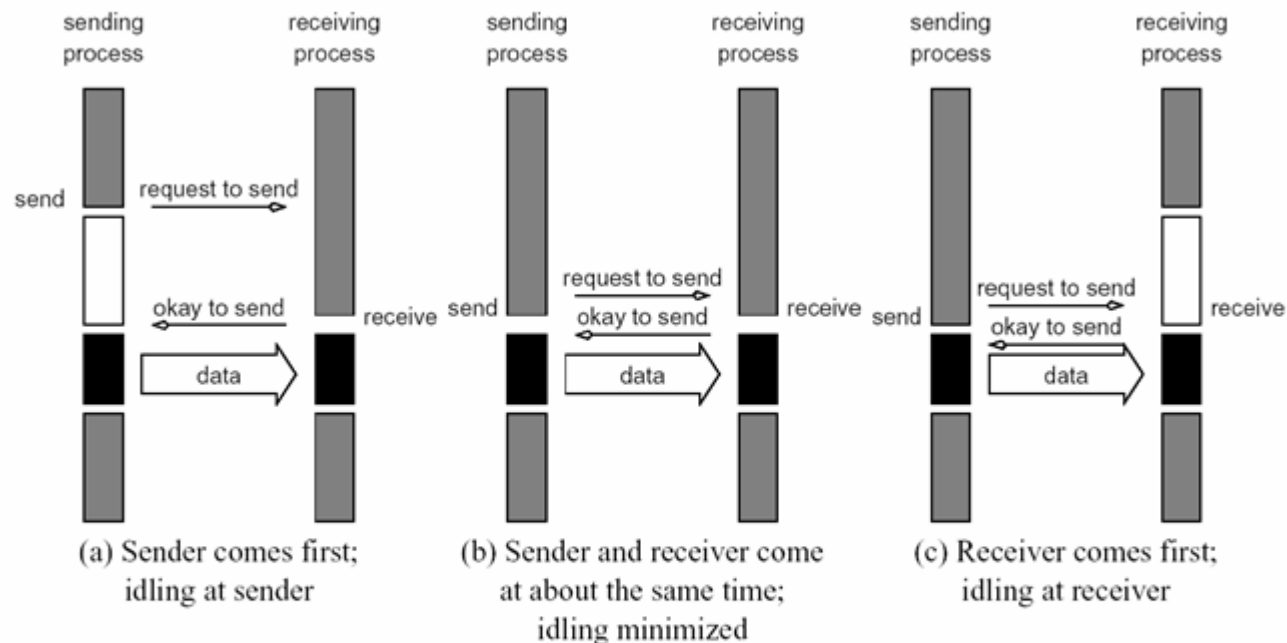 sending
process
receiving
process
send
request to send
okay to send
receive
data
(a) Sender comes first;
idling at sender
sending
process
receiving
process
request to send
send
receive
okay to send
data
(b) Sender and receiver come
at about the same time;
idling minimized
sending
process
receiving
process
request to send
send
receive
okay to send
data
(c) Receiver comes first;
idling at receiver